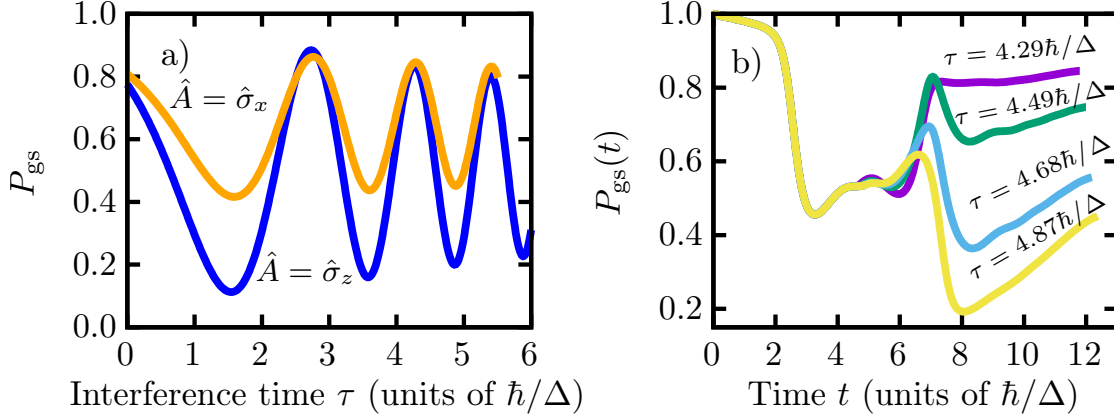 a)
P_gs
1.0
0.8
0.6
0.4
0.2
0.0
Â = σ̂_x
Â = σ̂_z
0 1 2 3 4 5 6
Interference time τ (units of ħ/Δ)
b)
P_gs(t)
1.0
0.8
0.6
0.4
0.2
τ = 4.29ħ/Δ
τ = 4.49ħ/Δ
τ = 4.68ħ/Δ
τ = 4.87ħ/Δ
0 2 4 6 8 10 12
Time t (units of ħ/Δ)